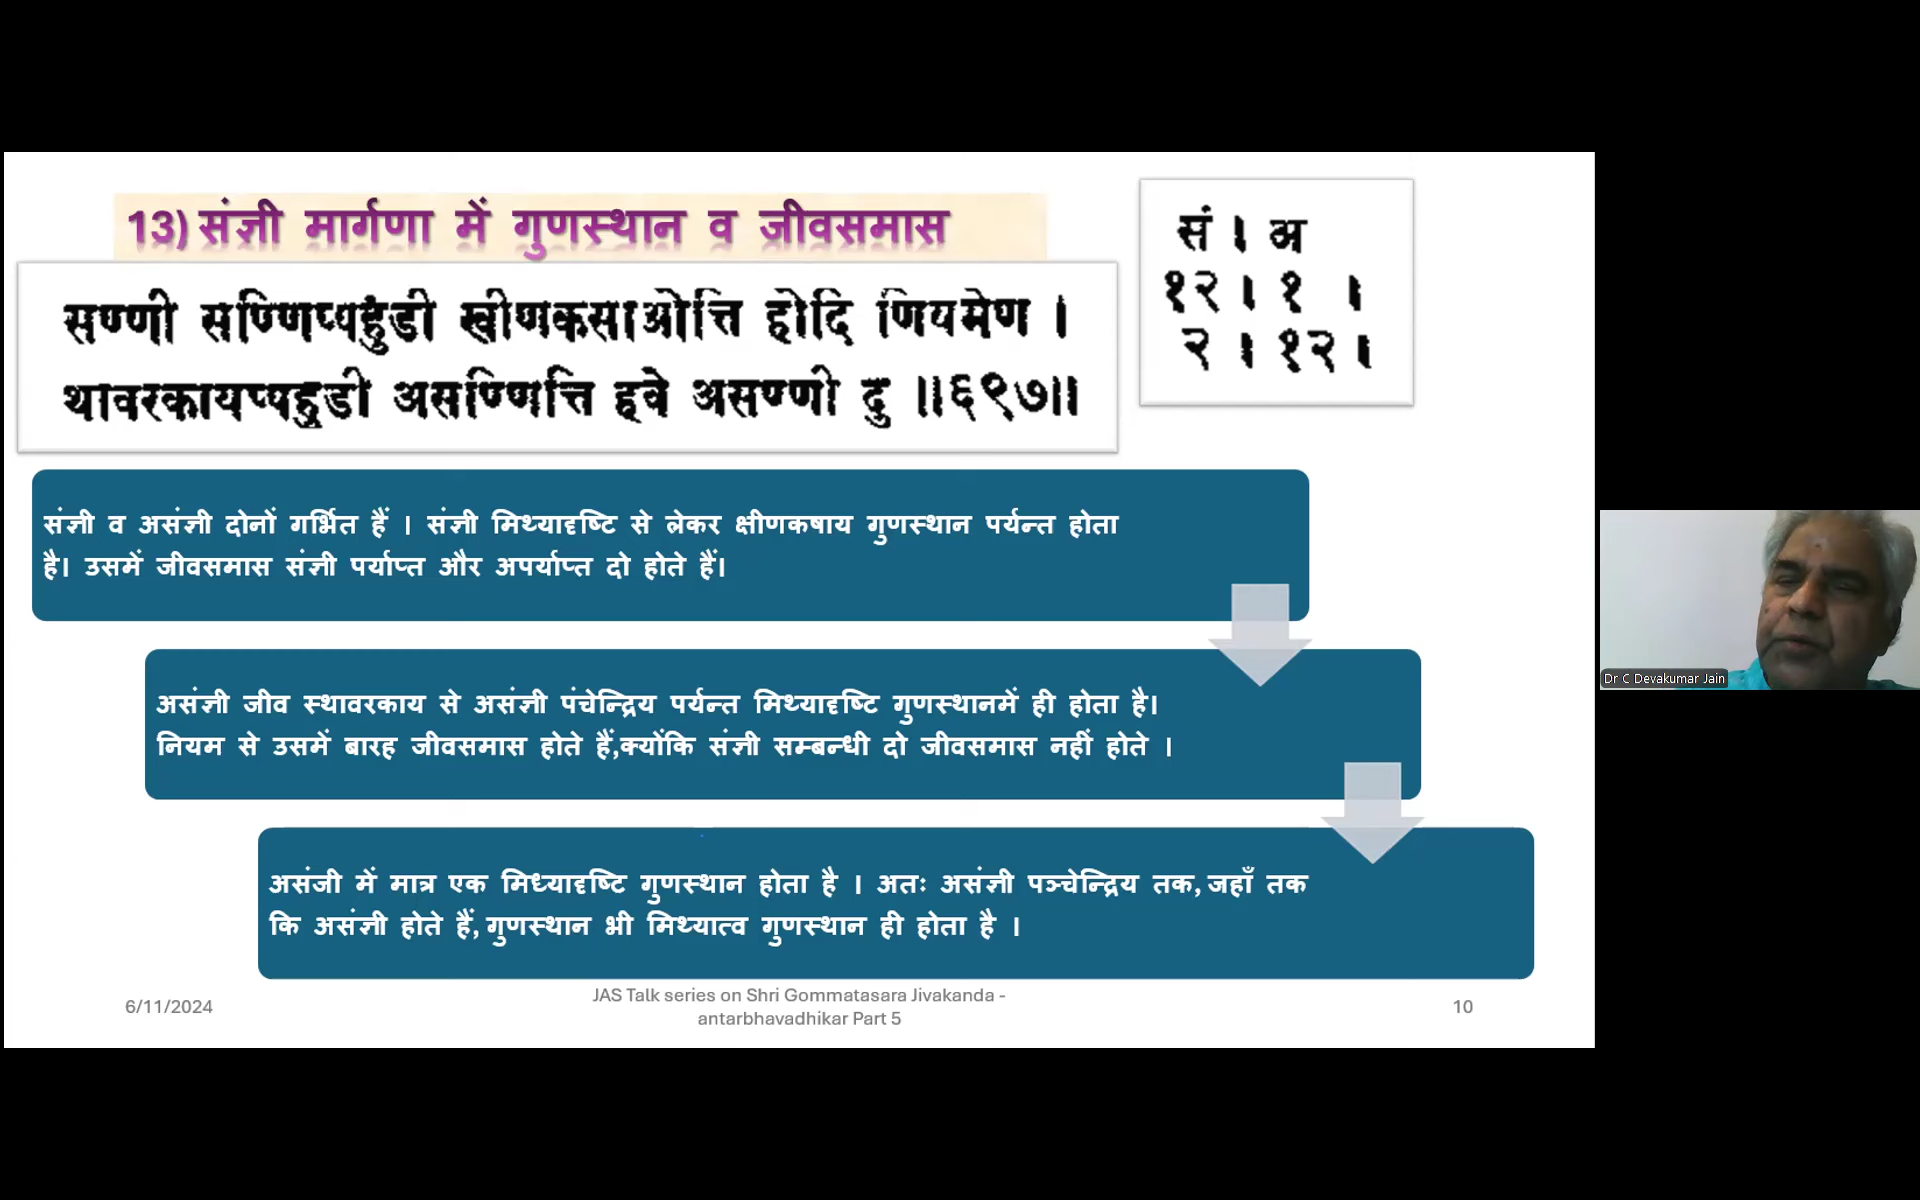 13) संज्ञी मार्गणा में गुणस्थान व जीवसमास
सण्णी सण्णिप्पहुडी खीणकसाओत्ति होदि णियमेण ।
थावरकायप्पहुडी असण्णित्ति हवे असण्णी दु ॥६९७॥
सं । अ
१२ । १ ।
२ । १२ ।
संज्ञी व असंज्ञी दोनों गर्भित हैं । संज्ञी मिथ्यादृष्टि से लेकर क्षीणकषाय गुणस्थान पर्यन्त होता
है। उसमें जीवसमास संज्ञी पर्याप्त और अपर्याप्त दो होते हैं।
असंज्ञी जीव स्थावरकाय से असंज्ञी पंचेन्द्रिय पर्यन्त मिथ्यादृष्टि गुणस्थानमें ही होता है।
नियम से उसमें बारह जीवसमास होते हैं,क्योंकि संज्ञी सम्बन्धी दो जीवसमास नहीं होते ।
असंजी में मात्र एक मिध्यादृष्टि गुणस्थान होता है । अतः असंज्ञी पञ्चेन्द्रिय तक, जहाँ तक
कि असंज्ञी होते हैं, गुणस्थान भी मिथ्यात्व गुणस्थान ही होता है ।
6/11/2024
JAS Talk series on Shri Gommatasara Jivakanda -
antarbhavadhikar Part 5
10
Dr C Devakumar Jain